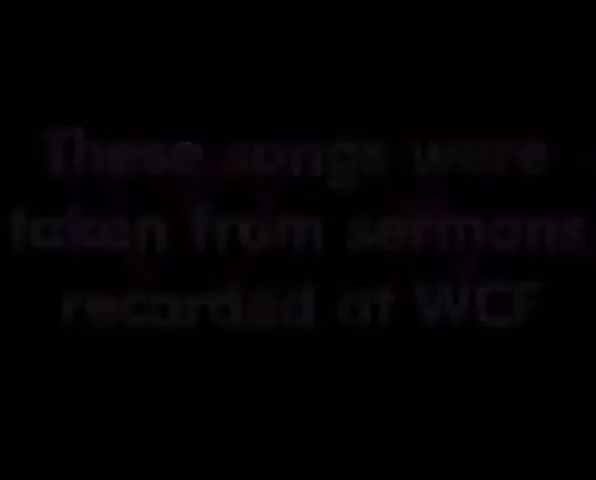 These songs were
taken from sermons
recorded at WCF